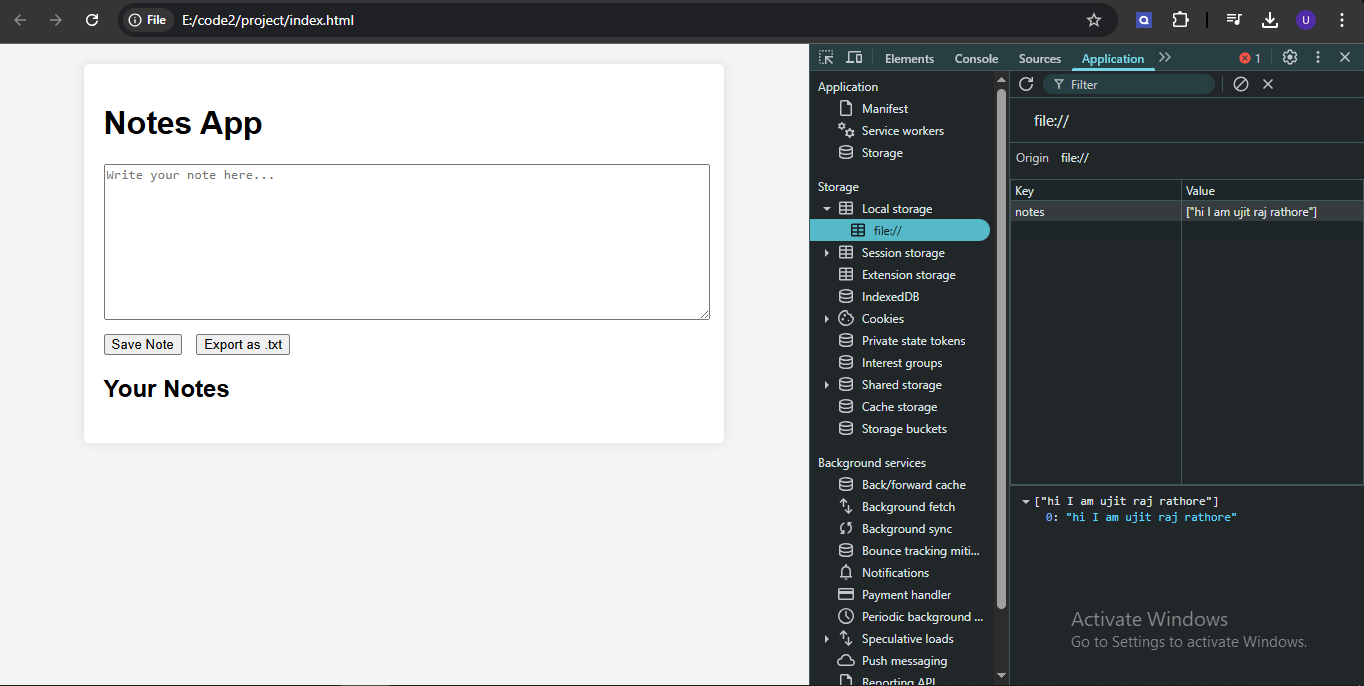 File E:/code2/project/index.html U
Elements Console Sources Application 1
Notes App
Write your note here...
Save Note Export as .txt
Your Notes
Application
Manifest
Service workers
Storage
Storage
Local storage
file://
Session storage
Extension storage
IndexedDB
Cookies
Private state tokens
Interest groups
Shared storage
Cache storage
Storage buckets
Background services
Back/forward cache
Background fetch
Background sync
Bounce tracking miti...
Notifications
Payment handler
Periodic background ...
Speculative loads
Push messaging
Reporting API
Filter
file://
Origin file://
Key Value
notes ["hi I am ujit raj rathore"]
["hi I am ujit raj rathore"]
0: "hi I am ujit raj rathore"
Activate Windows
Go to Settings to activate Windows.